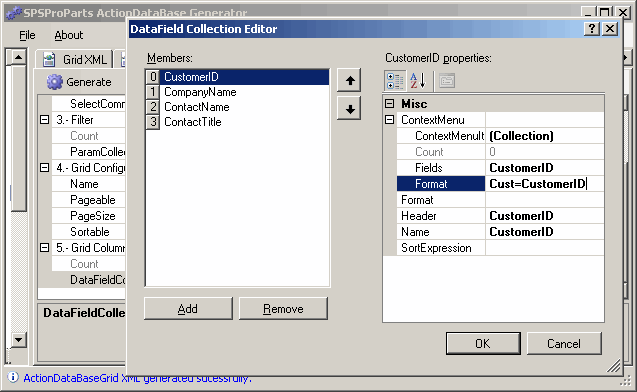 SPSProParts ActionDataBase Generator
File About
Grid XML
Generate
SelectComm
3.- Filter
Count
ParamCollec
4.- Grid Configu
Name
Pageable
PageSize
Sortable
5.- Grid Column
Count
DataFieldCo
DataFieldColle
ActionDataBaseGrid XML generated sucessfully.
DataField Collection Editor
Members:
0 CustomerID
1 CompanyName
2 ContactName
3 ContactTitle
Add Remove
CustomerID properties:
Misc
ContextMenu
ContextMenuIt (Collection)
Count 0
Fields CustomerID
Format Cust=CustomerID
Format
Header CustomerID
Name CustomerID
SortExpression
OK Cancel